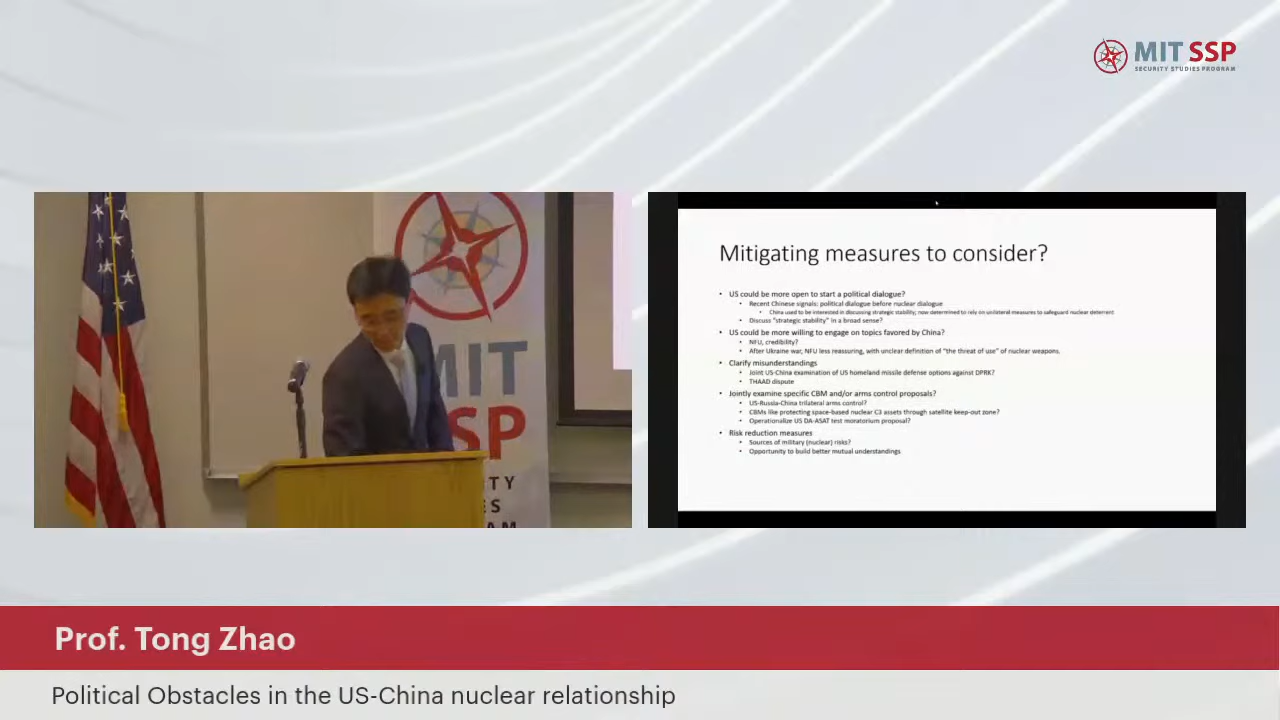 MIT SSP
SECURITY STUDIES PROGRAM
MIT
SSP
TY
ES
AM
Mitigating measures to consider?
• US could be more open to start a political dialogue?
• Recent Chinese signals: political dialogue before nuclear dialogue
• China used to be interested in discussing strategic stability; now determined to rely on unilateral measures to safeguard nuclear deterrent
• Discuss "strategic stability" in a broad sense?
• US could be more willing to engage on topics favored by China?
• NFU, credibility?
• After Ukraine war, NFU less reassuring, with unclear definition of "the threat of use" of nuclear weapons.
• Clarify misunderstandings
• Joint US-China examination of US homeland missile defense options against DPRK?
• THAAD dispute
• Jointly examine specific CBM and/or arms control proposals?
• US-Russia-China trilateral arms control?
• CBMs like protecting space-based nuclear C3 assets through satellite keep-out zone?
• Operationalize US DA-ASAT test moratorium proposal?
• Risk reduction measures
• Sources of military (nuclear) risks?
• Opportunity to build better mutual understandings
Prof. Tong Zhao
Political Obstacles in the US-China nuclear relationship